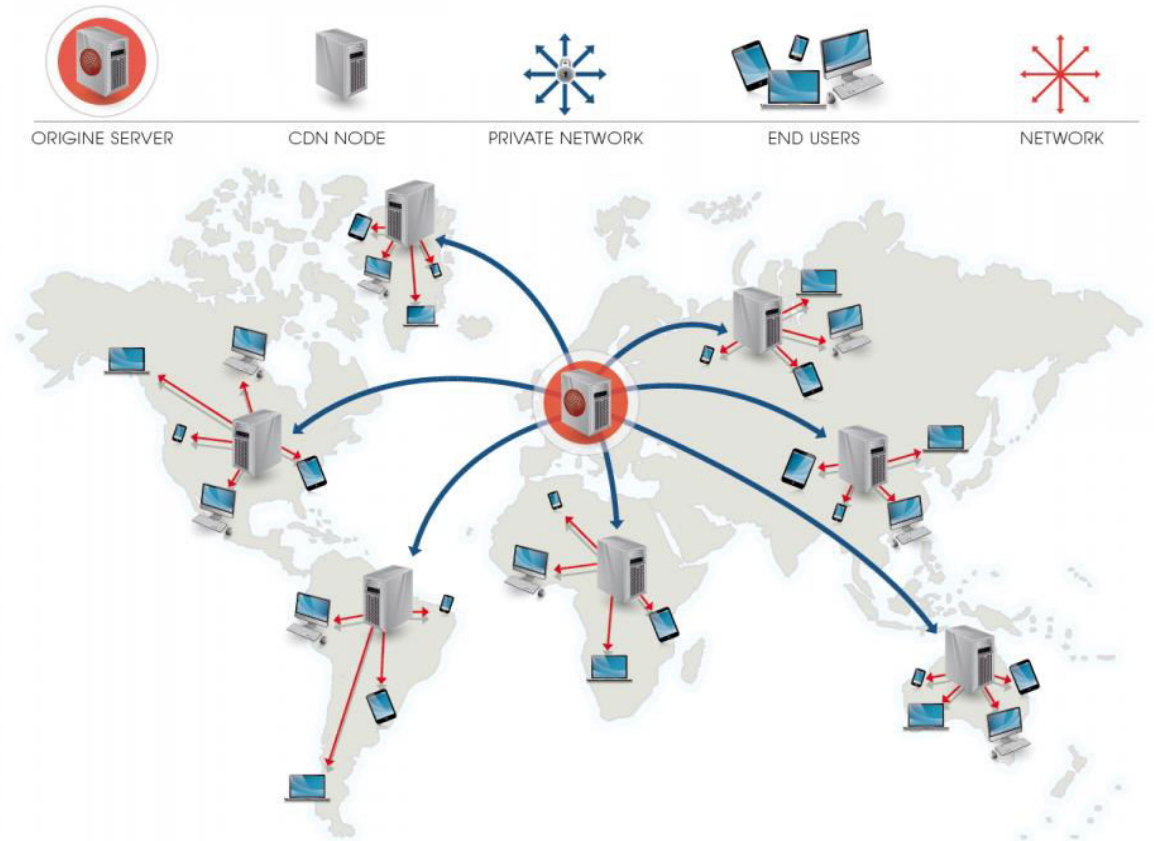 ORIGINE SERVER
CDN NODE
PRIVATE NETWORK
END USERS
NETWORK